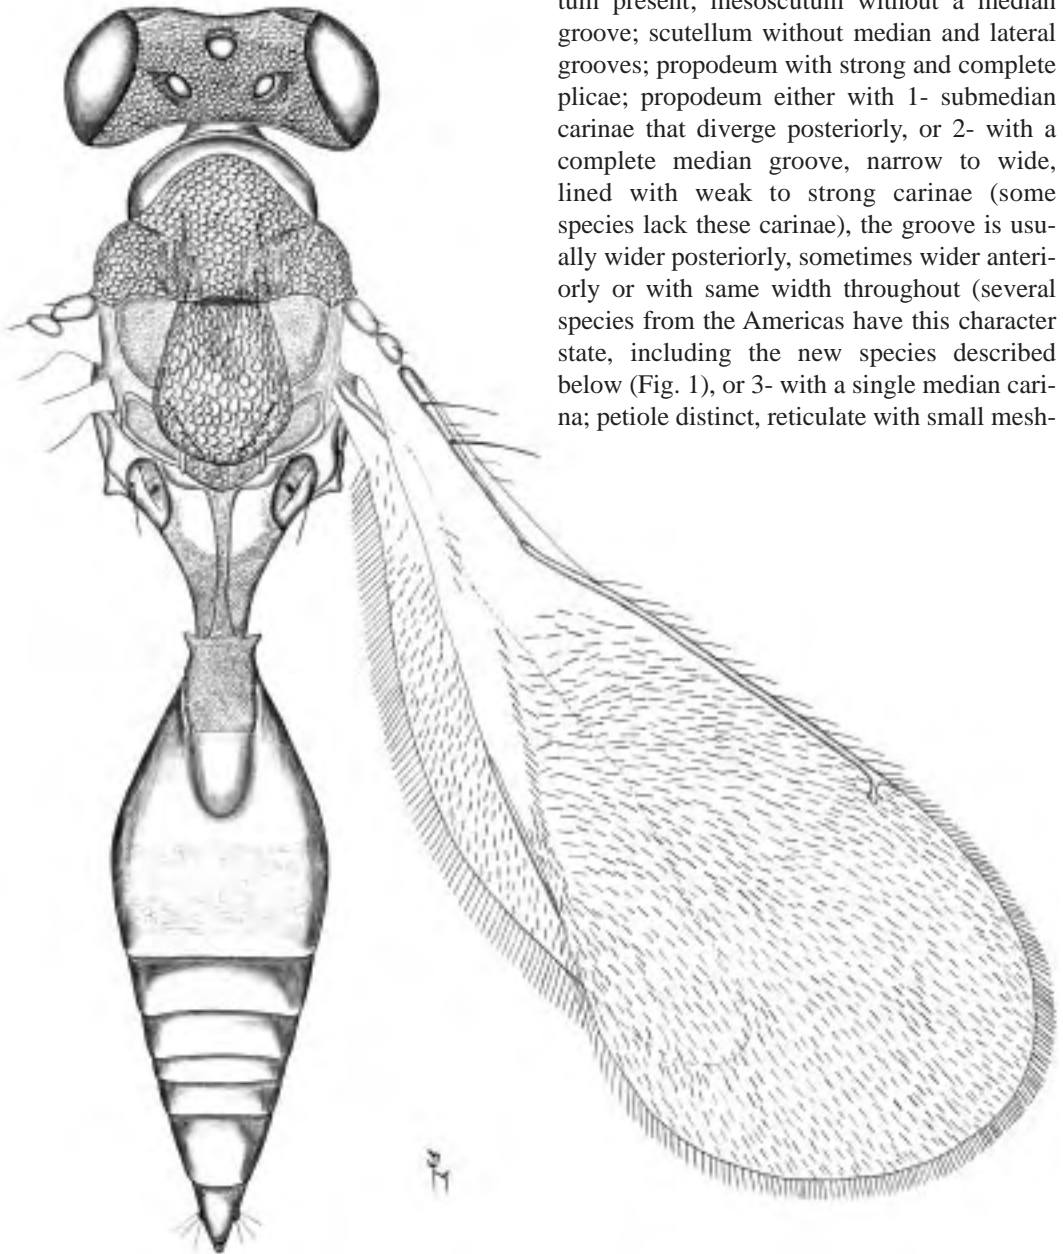 tum present; mesoscutum without a median
groove; scutellum without median and lateral
grooves; propodeum with strong and complete
plicae; propodeum either with 1- submedian
carinae that diverge posteriorly, or 2- with a
complete median groove, narrow to wide,
lined with weak to strong carinae (some
species lack these carinae), the groove is usu-
ally wider posteriorly, sometimes wider anteri-
orly or with same width throughout (several
species from the Americas have this character
state, including the new species described
below (Fig. 1), or 3- with a single median cari-
na; petiole distinct, reticulate with small mesh-